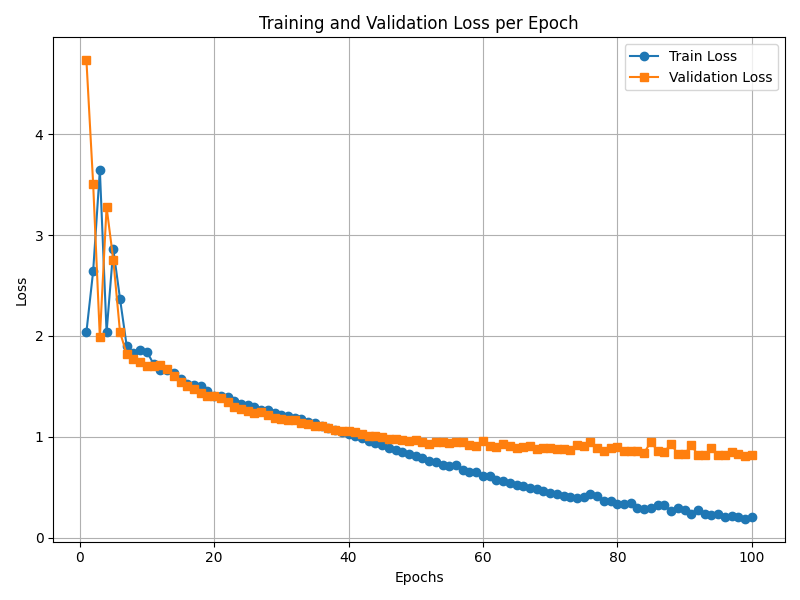 Training and Validation Loss per Epoch
Train Loss
Validation Loss
4
3
2
1
0
Loss
0 20 40 60 80 100
Epochs